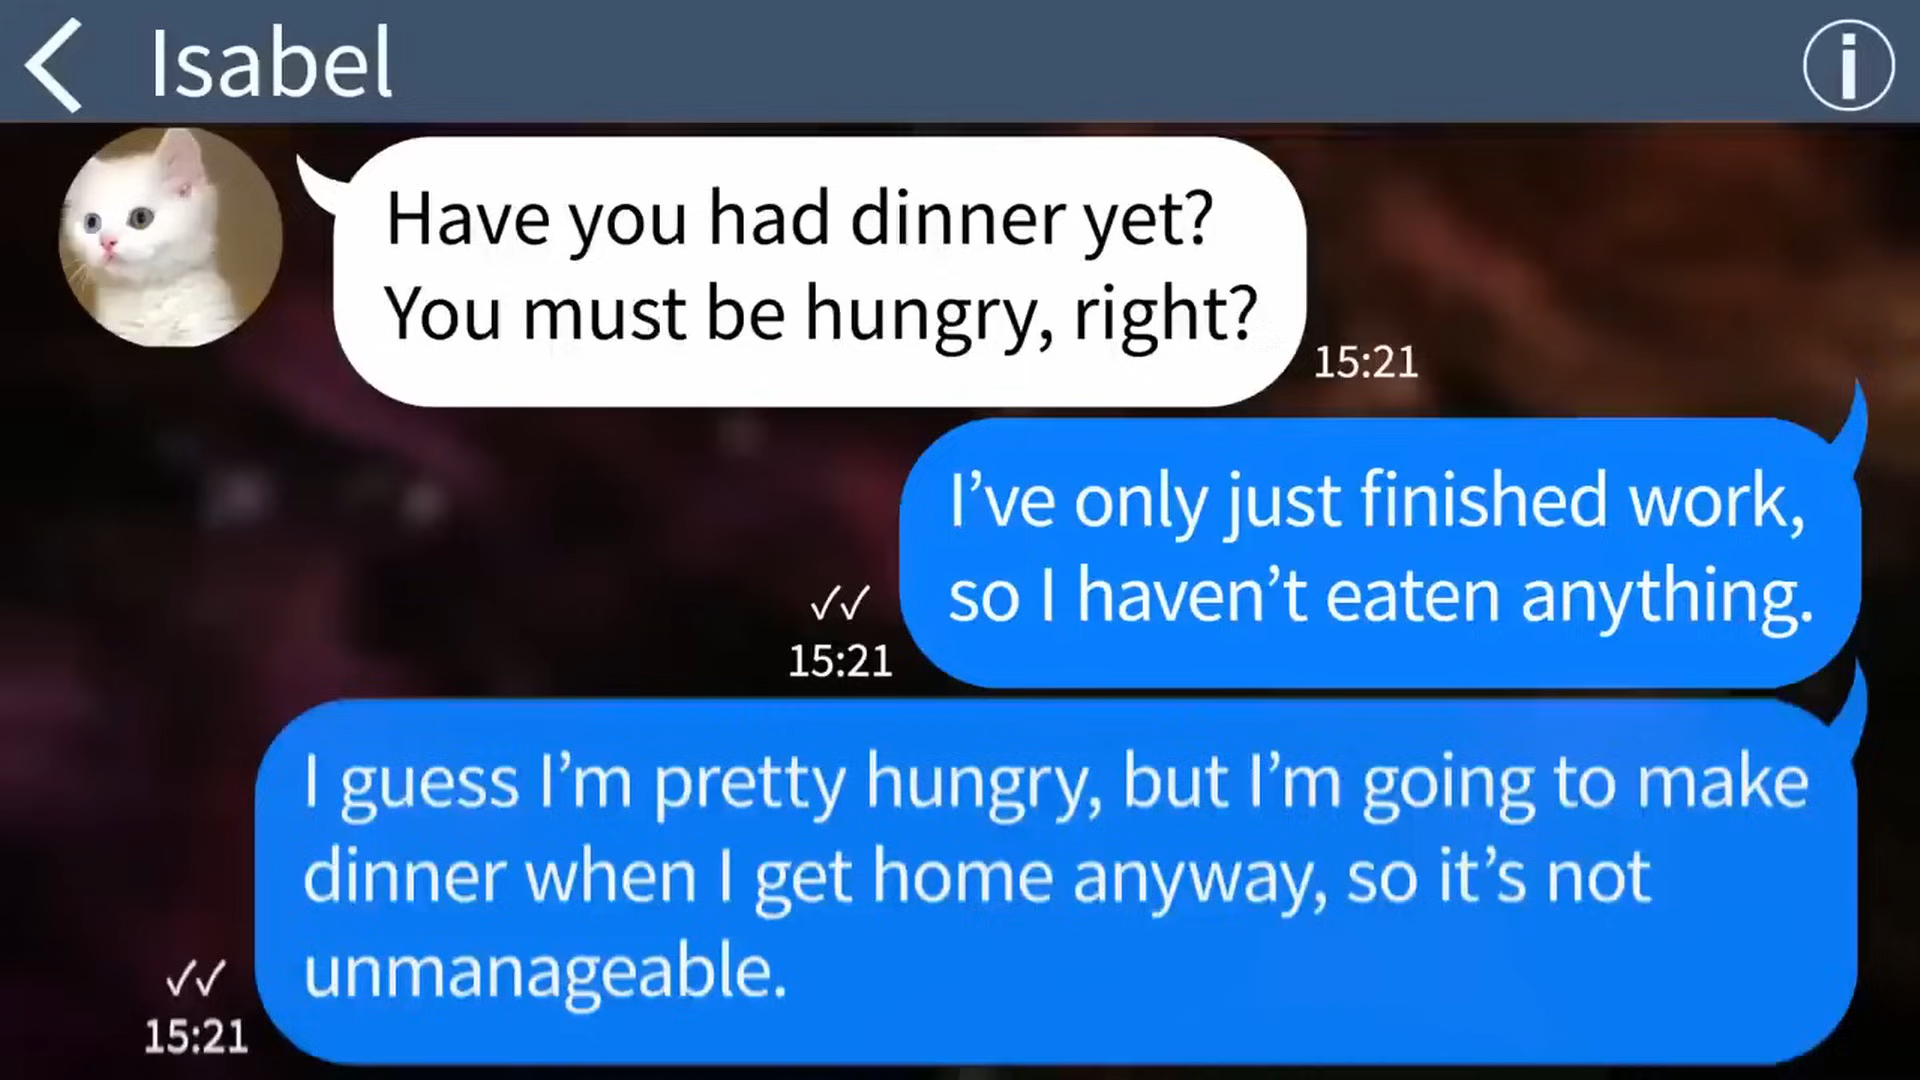 Isabel
Have you had dinner yet?
You must be hungry, right?
15:21
I’ve only just finished work,
so I haven’t eaten anything.
✓✓
15:21
I guess I’m pretty hungry, but I’m going to make
dinner when I get home anyway, so it’s not
unmanageable.
✓✓
15:21